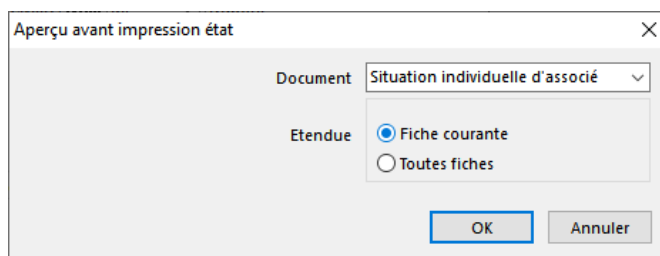 Aperçu avant impression état
Document Situation individuelle d'associé
Etendue
Fiche courante
Toutes fiches
OK Annuler